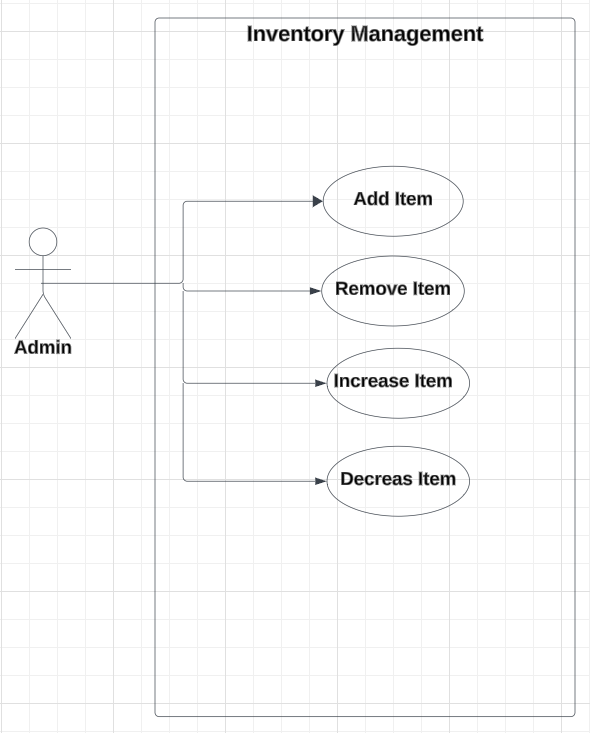 Inventory Management
Add Item
Remove Item
Admin
Increase Item
Decreas Item